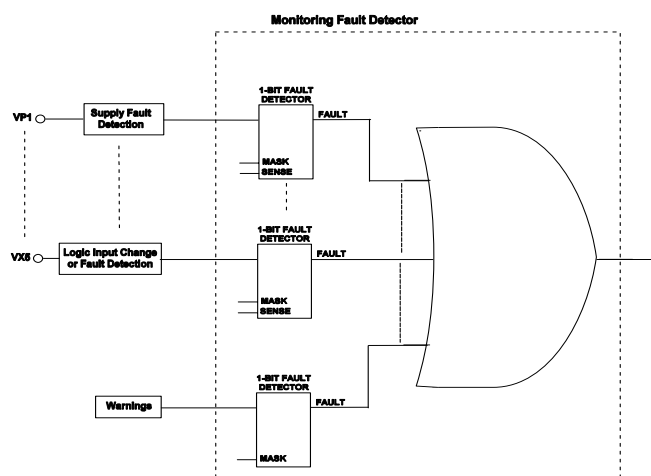 Monitoring Fault Detector
1-BIT FAULT
DETECTOR
VP1
Supply Fault
Detection
FAULT
MASK
SENSE
1-BIT FAULT
DETECTOR
VX5
Logic Input Change
or Fault Detection
FAULT
MASK
SENSE
1-BIT FAULT
DETECTOR
Warnings
FAULT
MASK